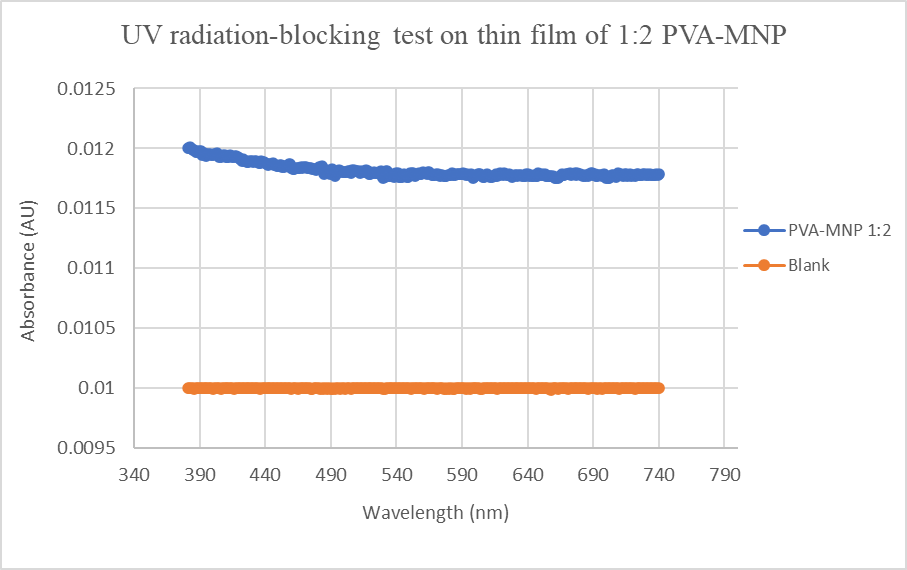 UV radiation-blocking test on thin film of 1:2 PVA-MNP
0.0125
0.012
0.0115
0.011
0.0105
0.01
0.0095
Absorbance (AU)
340 390 440 490 540 590 640 690 740 790
Wavelength (nm)
PVA-MNP 1:2
Blank